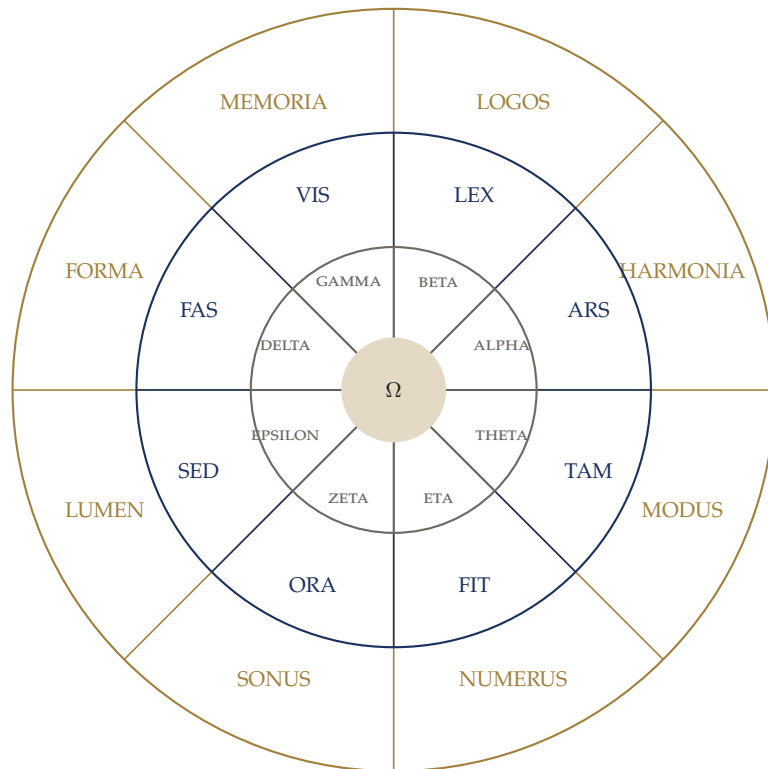 MEMORIA
LOGOS
VIS
LEX
FORMA
HARMONIA
GAMMA
BETA
FAS
ARS
DELTA
ALPHA
Ω
EPSILON
THETA
SED
TAM
LUMEN
MODUS
ZETA
ETA
ORA
FIT
SONUS
NUMERUS